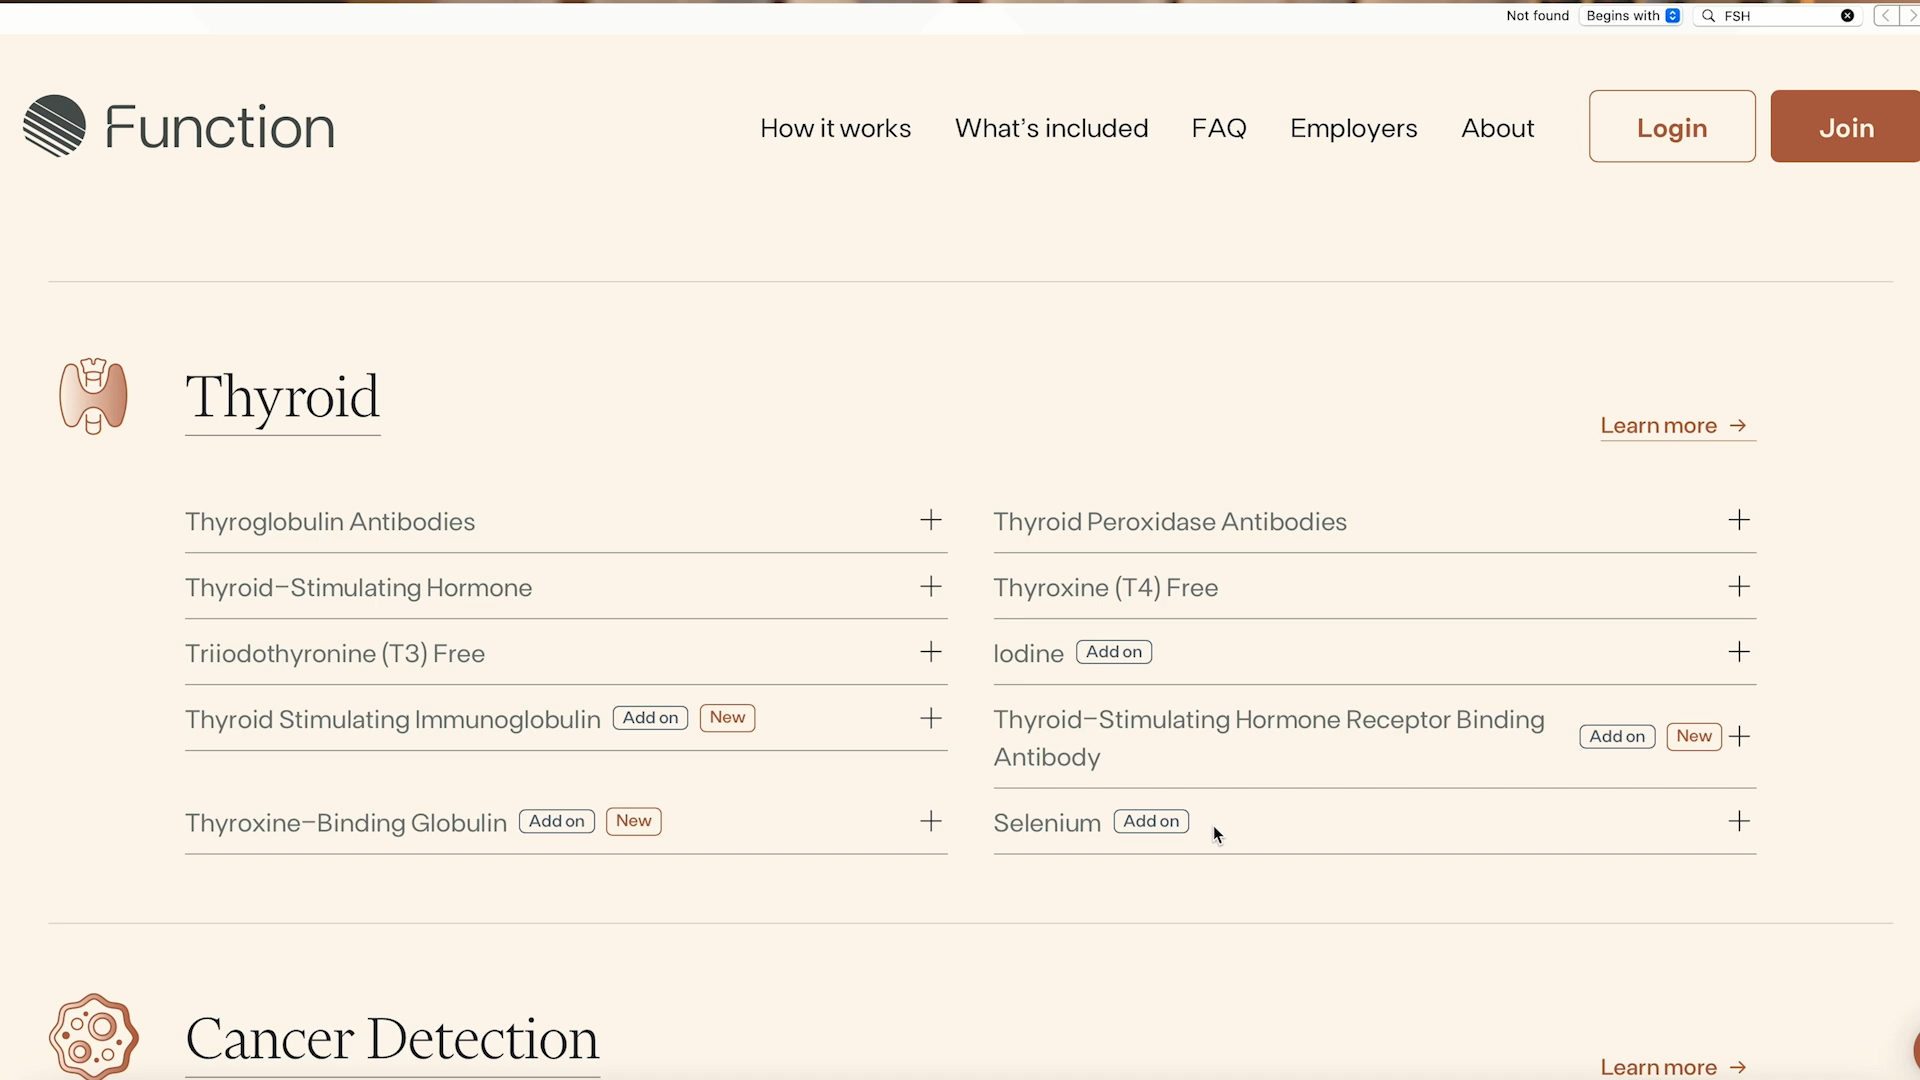 Not found Begins with FSH
Function How it works What's included FAQ Employers About Login Join
Thyroid
Learn more →
Thyroglobulin Antibodies
Thyroid Peroxidase Antibodies
Thyroid-Stimulating Hormone
Thyroxine (T4) Free
Triiodothyronine (T3) Free
Iodine Add on
Thyroid Stimulating Immunoglobulin Add on New
Thyroid-Stimulating Hormone Receptor Binding
Antibody Add on New
Thyroxine-Binding Globulin Add on New
Selenium Add on
Cancer Detection
Learn more →